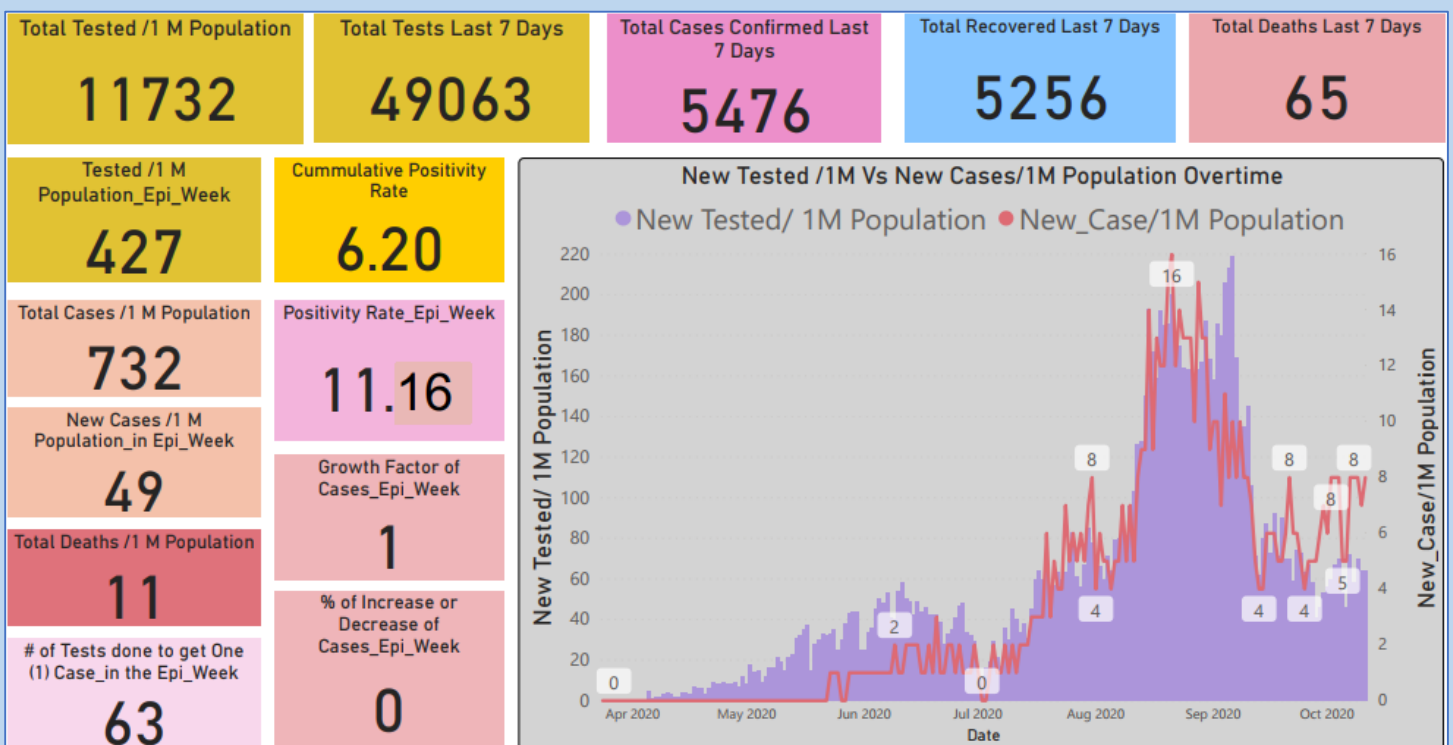 Total Tested /1 M Population
11732
Total Tests Last 7 Days
49063
Total Cases Confirmed Last
7 Days
5476
Total Recovered Last 7 Days
5256
Total Deaths Last 7 Days
65
Tested /1 M
Population_Epi_Week
427
Cummulative Positivity
Rate
6.20
Total Cases /1 M Population
732
Positivity Rate_Epi_Week
11.16
New Cases /1 M
Population_in Epi_Week
49
Growth Factor of
Cases_Epi_Week
1
Total Deaths /1 M Population
11
% of Increase or
Decrease of
Cases_Epi_Week
0
# of Tests done to get One
(1) Case_in the Epi_Week
63
New Tested /1M Vs New Cases/1M Population Overtime
New Tested/ 1M Population New_Case/1M Population
New Tested/ 1M Population
220
200
180
160
140
120
100
80
60
40
20
0
0
2
0
8
4
16
4
8
4
8
5
8
16
14
12
10
8
6
4
2
0
New_Case/1M Population
Apr 2020 May 2020 Jun 2020 Jul 2020 Aug 2020 Sep 2020 Oct 2020
Date